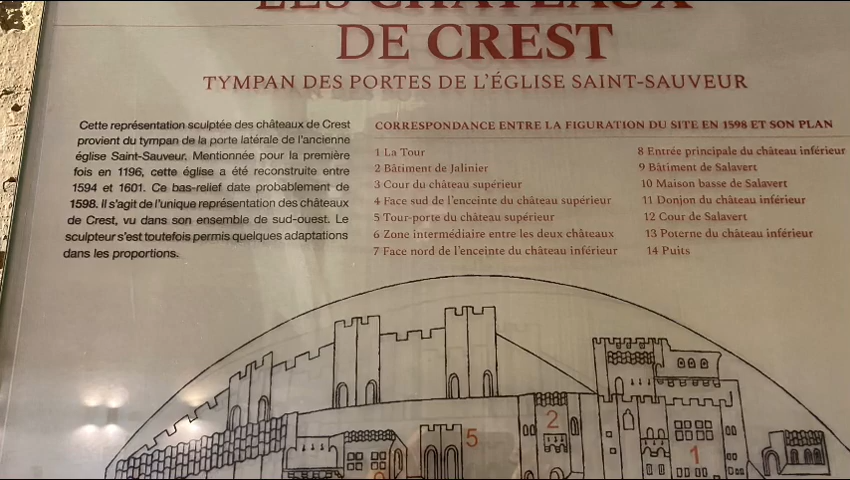 LES CHÂTEAUX
DE CREST
TYMPAN DES PORTES DE L'ÉGLISE SAINT-SAUVEUR
Cette représentation sculptée des châteaux de Crest
provient du tympan de la porte latérale de l'ancienne
église Saint-Sauveur. Mentionnée pour la première
fois en 1196, cette église a été reconstruite entre
1594 et 1601. Ce bas-relief date probablement de
1598. Il s'agit de l'unique représentation des châteaux
de Crest, vu dans son ensemble de sud-ouest. Le
sculpteur s'est toutefois permis quelques adaptations
dans les proportions.
CORRESPONDANCE ENTRE LA FIGURATION DU SITE EN 1598 ET SON PLAN
1 La Tour
2 Bâtiment de Jalinier
3 Cour du château supérieur
4 Face sud de l'enceinte du château supérieur
5 Tour-porte du château supérieur
6 Zone intermédiaire entre les deux châteaux
7 Face nord de l'enceinte du château inférieur
8 Entrée principale du château inférieur
9 Bâtiment de Salavert
10 Maison basse de Salavert
11 Donjon du château inférieur
12 Cour de Salavert
13 Poterne du château inférieur
14 Puits
2
5
1